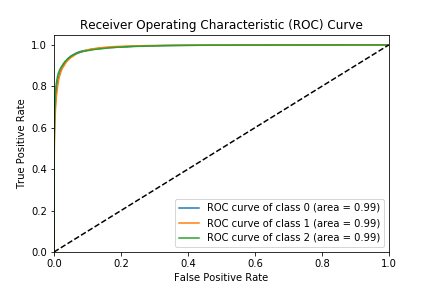 Receiver Operating Characteristic (ROC) Curve
1.0
0.8
0.6
0.4
0.2
0.0
True Positive Rate
ROC curve of class 0 (area = 0.99)
ROC curve of class 1 (area = 0.99)
ROC curve of class 2 (area = 0.99)
0.0 0.2 0.4 0.6 0.8 1.0
False Positive Rate